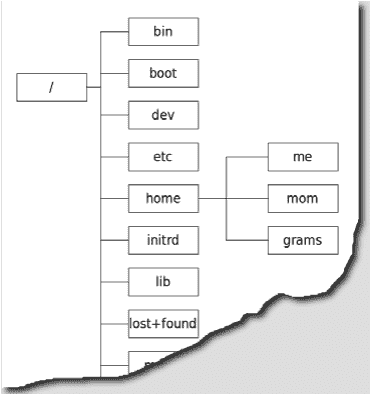 bin
/
boot
dev
etc
me
home
mom
initrd
grams
lib
lost+found